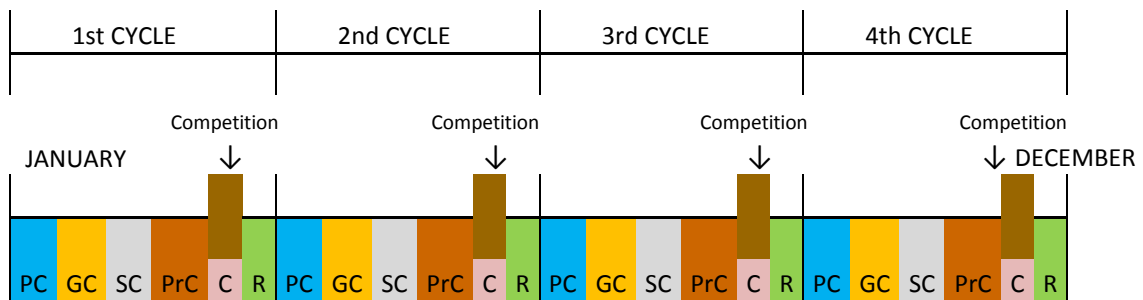 1st CYCLE 2nd CYCLE 3rd CYCLE 4th CYCLE
Competition Competition Competition Competition
JANUARY DECEMBER
PC GC SC PrC C R PC GC SC PrC C R PC GC SC PrC C R PC GC SC PrC C R